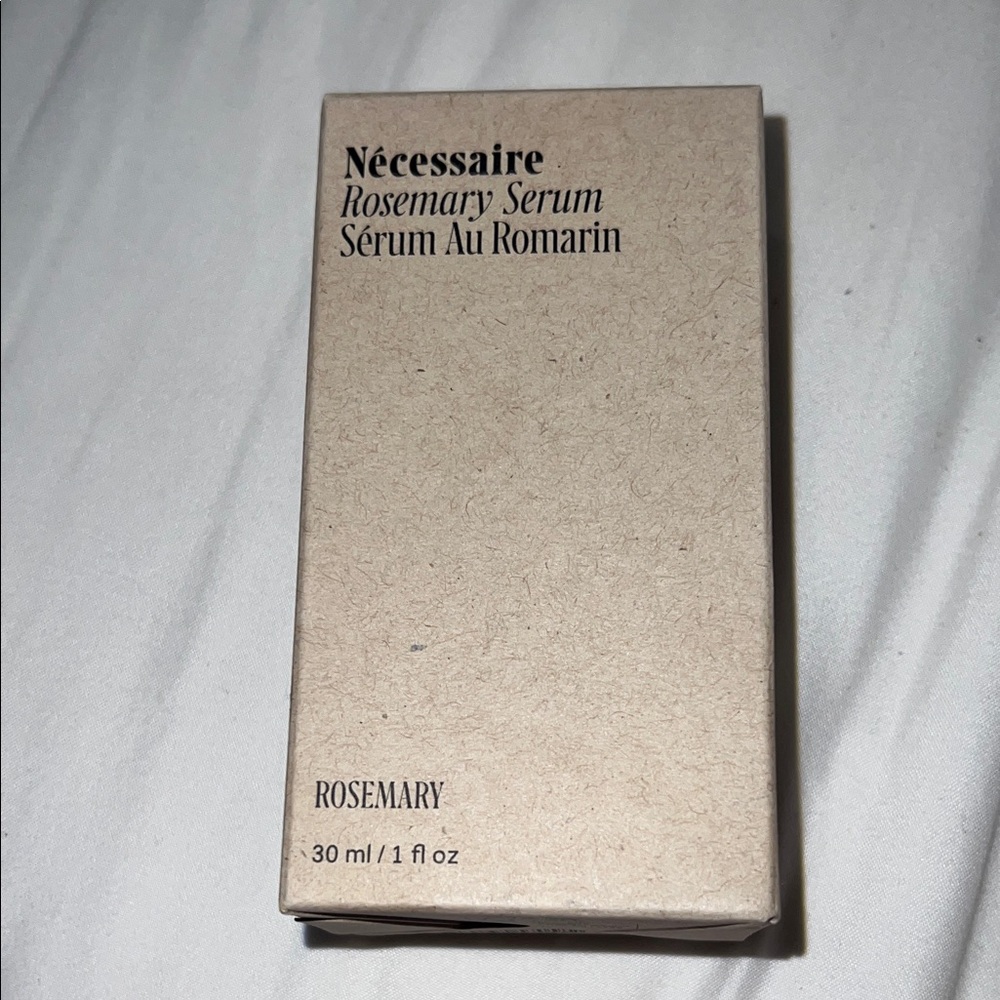 Nécessaire
Rosemary Serum
Sérum Au Romarin
ROSEMARY
30 ml / 1 fl oz